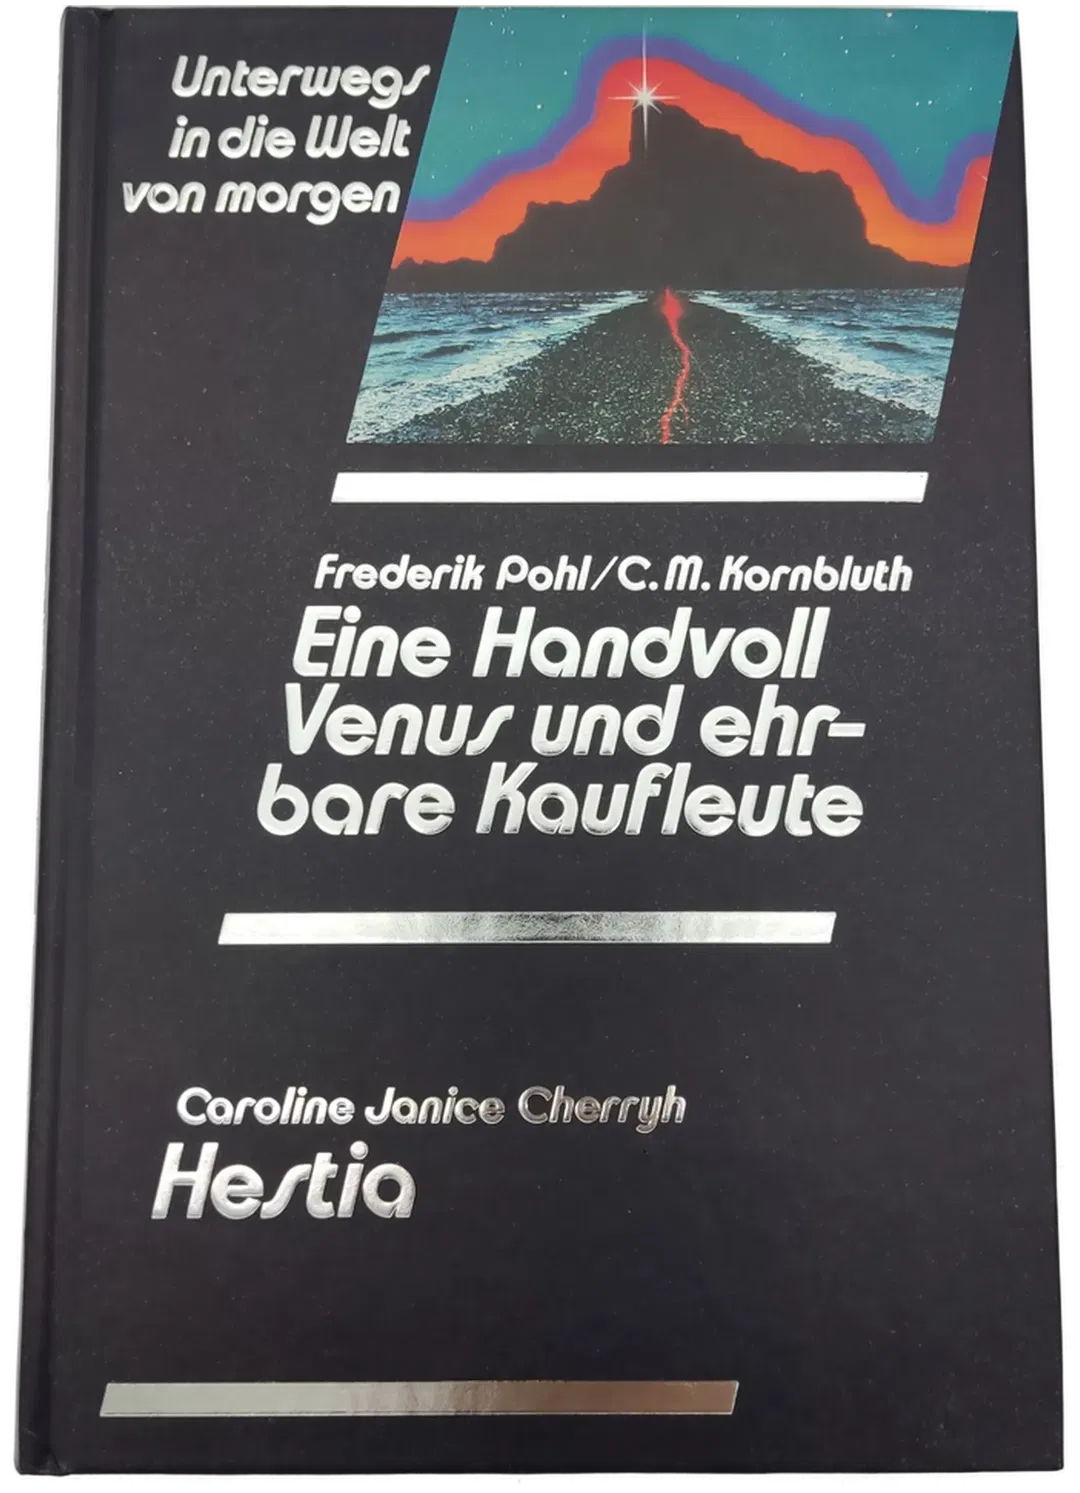 Unterwegs
in die Welt
von morgen
Frederik Pohl/C.M. Kornbluth
Eine Handvoll
Venus und ehr-
bare Kaufleute
Caroline Janice Cherryh
Hestia